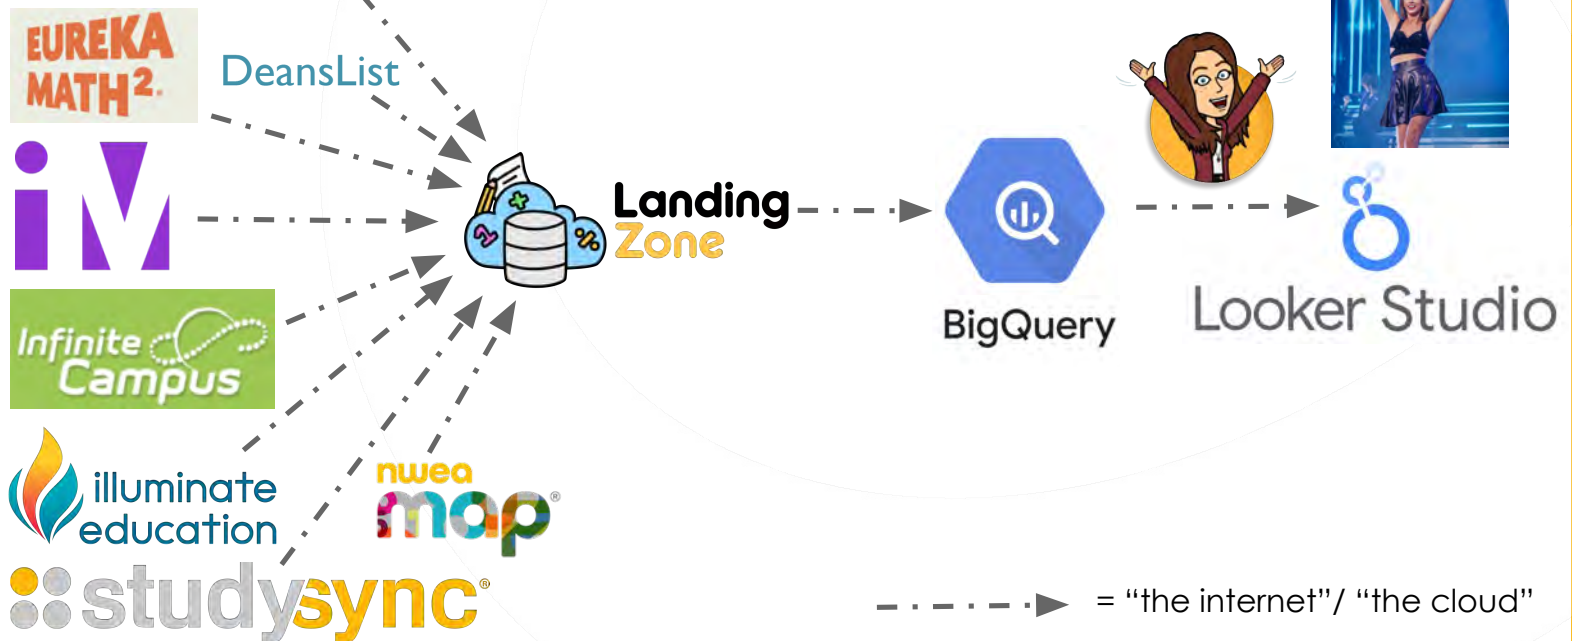 EUREKA
MATH².
DeansList
iM
Infinite
Campus
illuminate
education
nwea
map®
studysync®
Landing
Zone
BigQuery
Looker Studio
= “the internet”/ “the cloud”